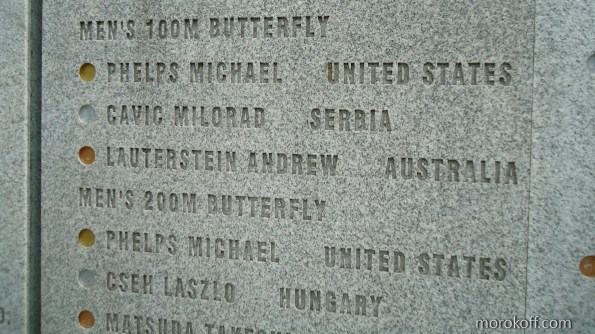 MEN'S 100M BUTTERFLY
PHELPS MICHAEL UNITED STATES
CAVIC MILORAD SERBIA
LAUTERSTEIN ANDREW AUSTRALIA
MEN'S 200M BUTTERFLY
PHELPS MICHAEL UNITED STATES
CSEH LASZLO HUNGARY
MATSUDA
morokoff.com